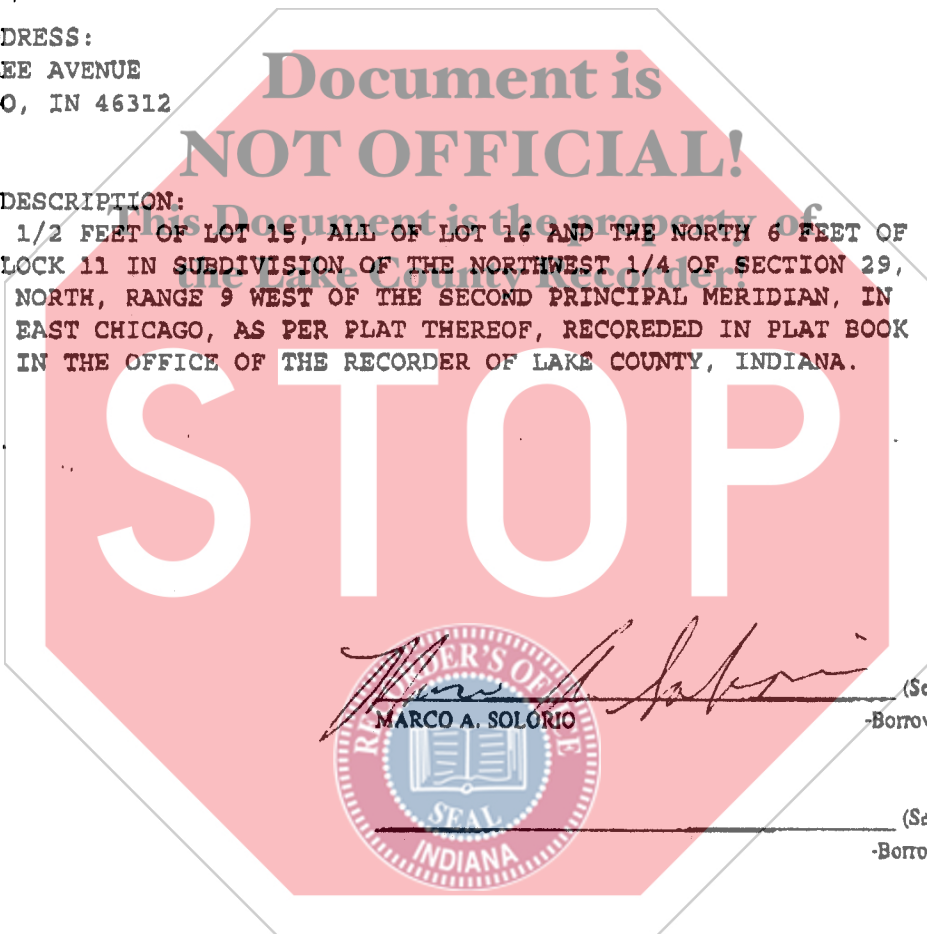 DRESS:
EE AVENUE
O, IN 46312
Document is
NOT OFFICIAL!
DESCRIPTION:
This Document is the property of
1/2 FEET OF LOT 15, ALL OF LOT 16 AND THE NORTH 6 FEET OF
LOCK 11 IN SUBDIVISION OF THE NORTHWEST 1/4 OF SECTION 29,
the Lake County Recorder!
NORTH, RANGE 9 WEST OF THE SECOND PRINCIPAL MERIDIAN, IN
EAST CHICAGO, AS PER PLAT THEREOF, RECOREDED IN PLAT BOOK
IN THE OFFICE OF THE RECORDER OF LAKE COUNTY, INDIANA.
STOP
(Se
MARCO A. SOLORIO
-Borrow
RECORDER'S OFFICE
SEAL
INDIANA
(Se
-Borro